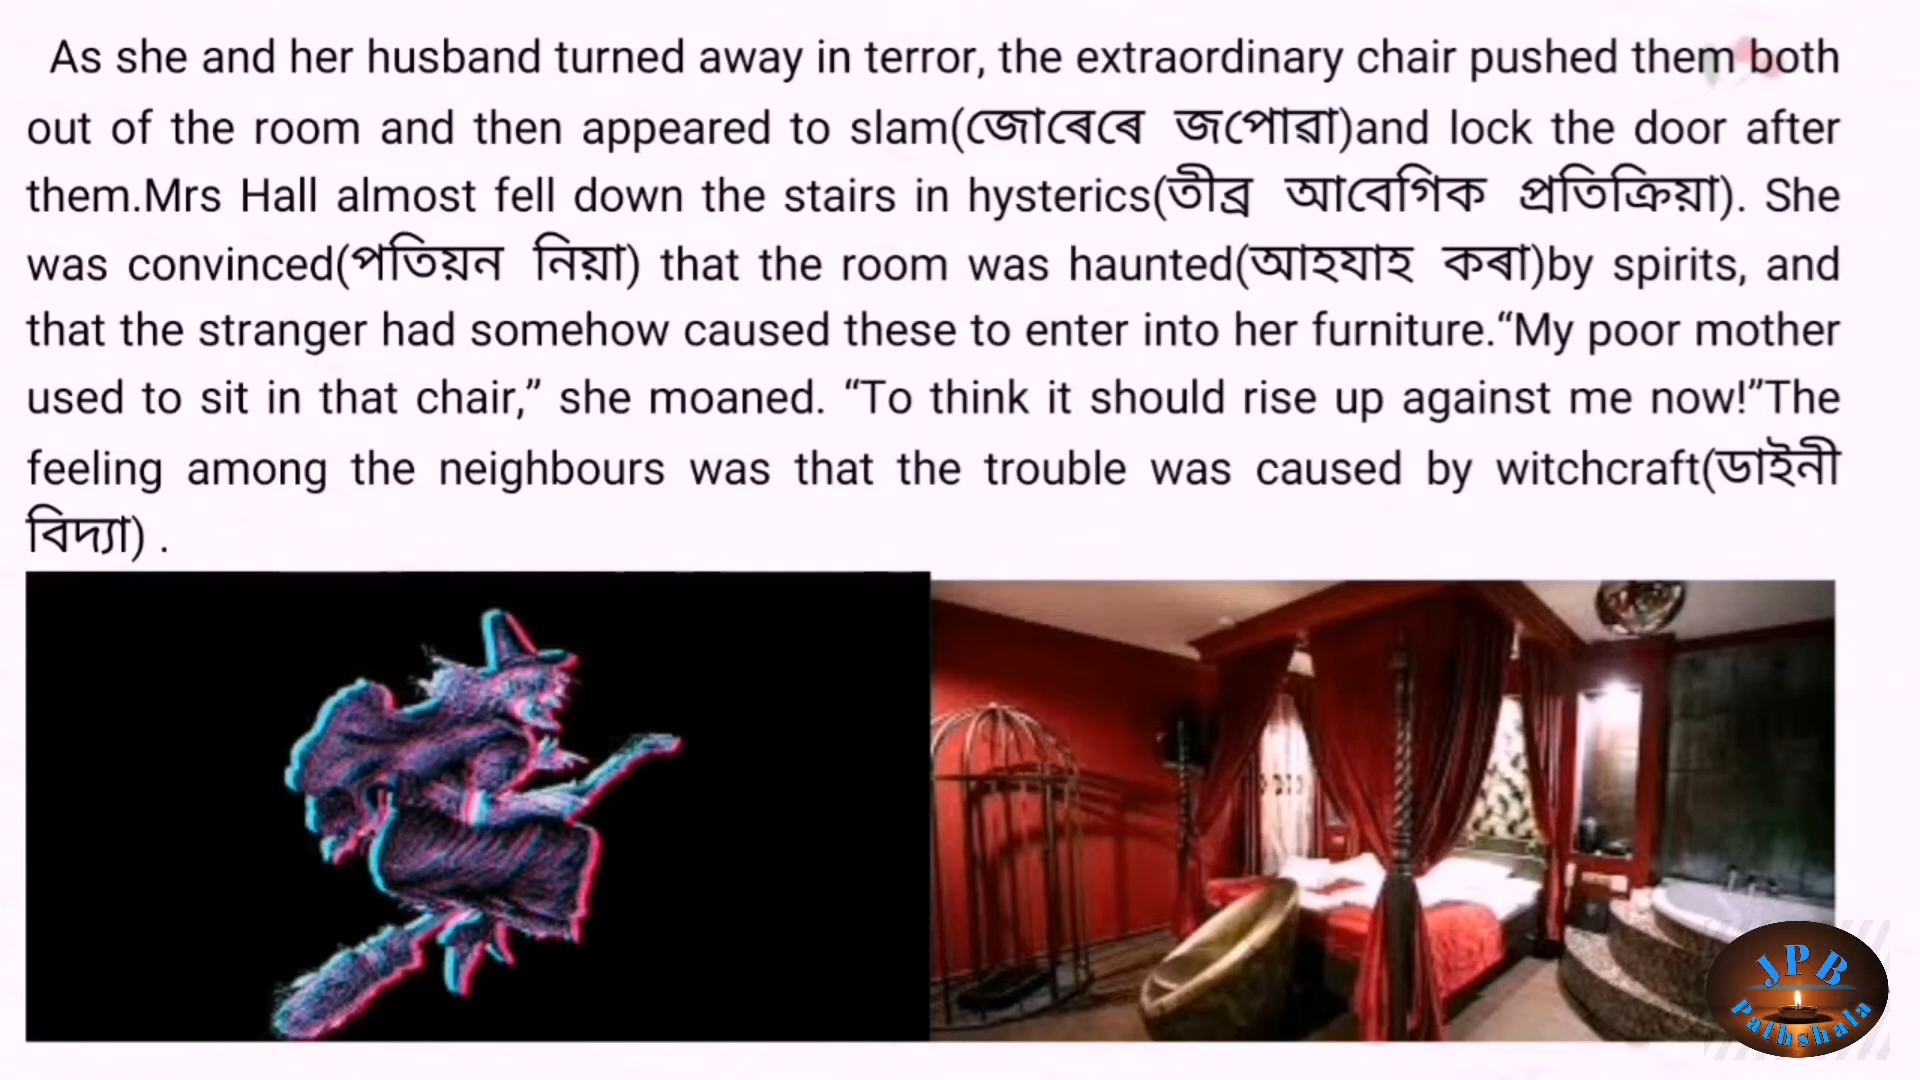 As she and her husband turned away in terror, the extraordinary chair pushed them both
out of the room and then appeared to slam(জোৰেৰে জপোৱা)and lock the door after
them.Mrs Hall almost fell down the stairs in hysterics(তীব্ৰ আবেগিক প্ৰতিক্ৰিয়া). She
was convinced(পতিয়ন নিয়া) that the room was haunted(আহযাহ কৰা)by spirits, and
that the stranger had somehow caused these to enter into her furniture.“My poor mother
used to sit in that chair,” she moaned. “To think it should rise up against me now!”The
feeling among the neighbours was that the trouble was caused by witchcraft(ডাইনী
বিদ্যা) .
JPB
Pathshala